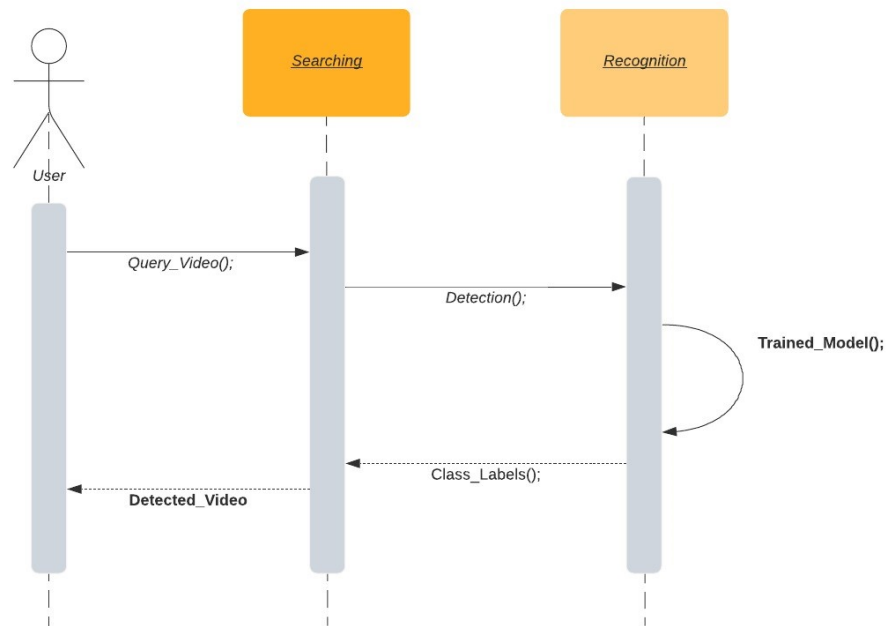 Searching
Recognition
User
Query_Video();
Detection();
Trained_Model();
Class_Labels();
Detected_Video